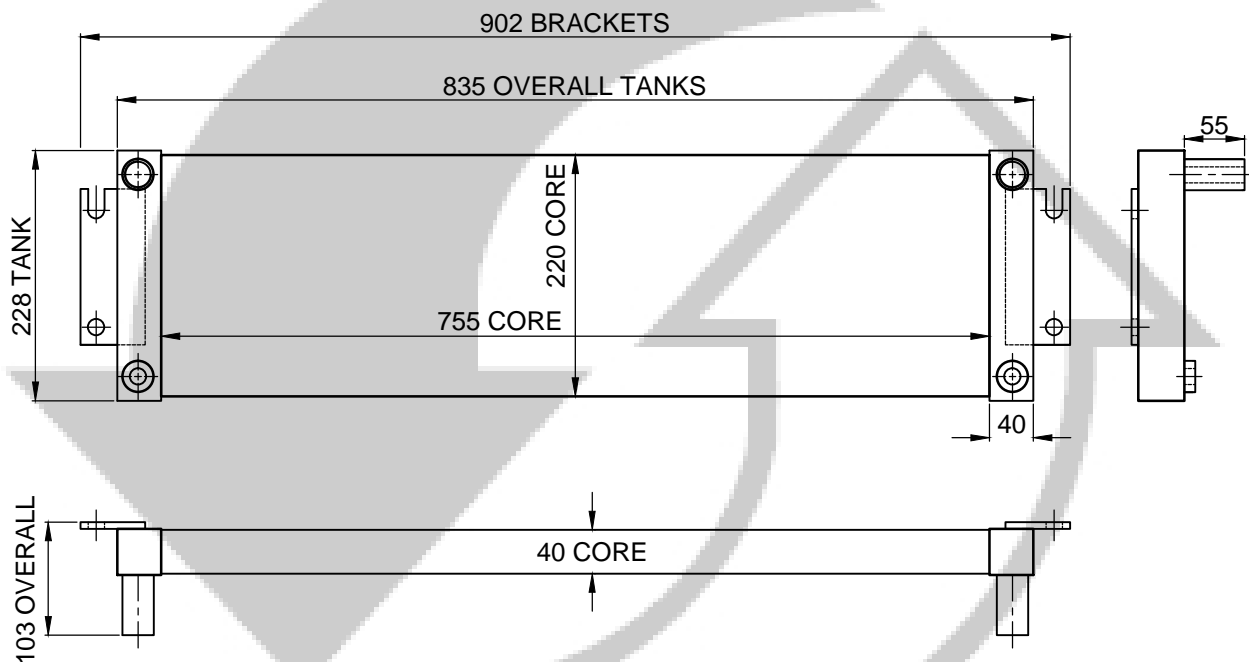 902 BRACKETS
835 OVERALL TANKS
55
228 TANK
220 CORE
755 CORE
40
103 OVERALL
40 CORE